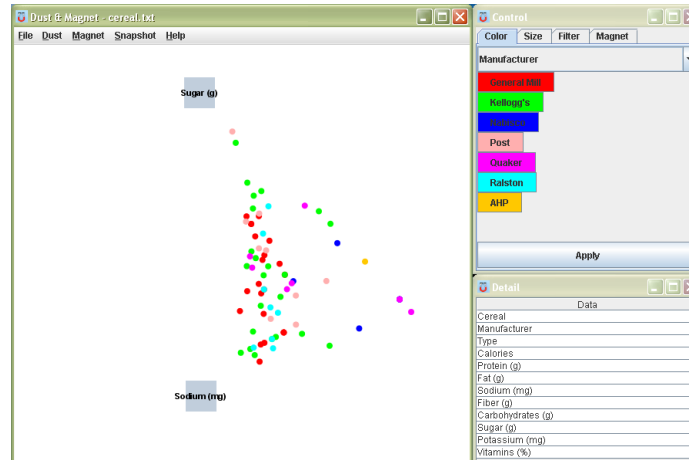 Dust & Magnet - cereal.txt
File Dust Magnet Snapshot Help
Sugar (g)
Sodium (mg)
Control
Color Size Filter Magnet
Manufacturer
General Mill
Kellogg's
Nabisco
Post
Quaker
Ralston
AHP
Apply
Detail
Data
Cereal
Manufacturer
Type
Calories
Protein (g)
Fat (g)
Sodium (mg)
Fiber (g)
Carbohydrates (g)
Sugar (g)
Potassium (mg)
Vitamins (%)